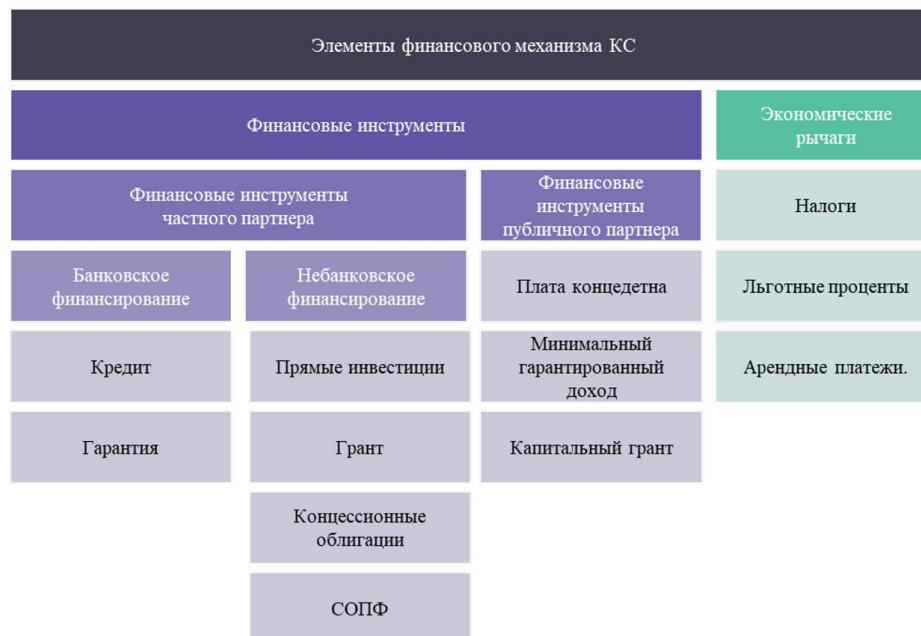 Элементы финансового механизма КС
Финансовые инструменты
Экономические
рычаги
Финансовые инструменты
частного партнера
Финансовые
инструменты
публичного партнера
Налоги
Банковское
финансирование
Небанковское
финансирование
Плата концедетна
Льготные проценты
Кредит
Прямые инвестиции
Минимальный
гарантированный
доход
Арендные платежи.
Гарантия
Грант
Капитальный грант
Концессионные
облигации
СОПФ